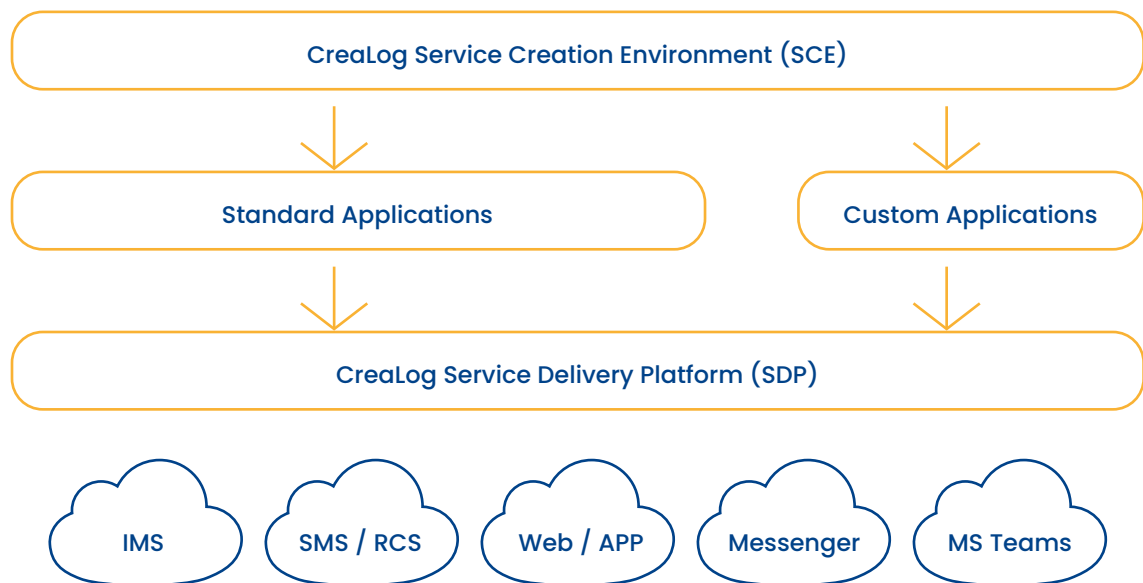 CreaLog Service Creation Environment (SCE)
Standard Applications
Custom Applications
CreaLog Service Delivery Platform (SDP)
IMS
SMS / RCS
Web / APP
Messenger
MS Teams